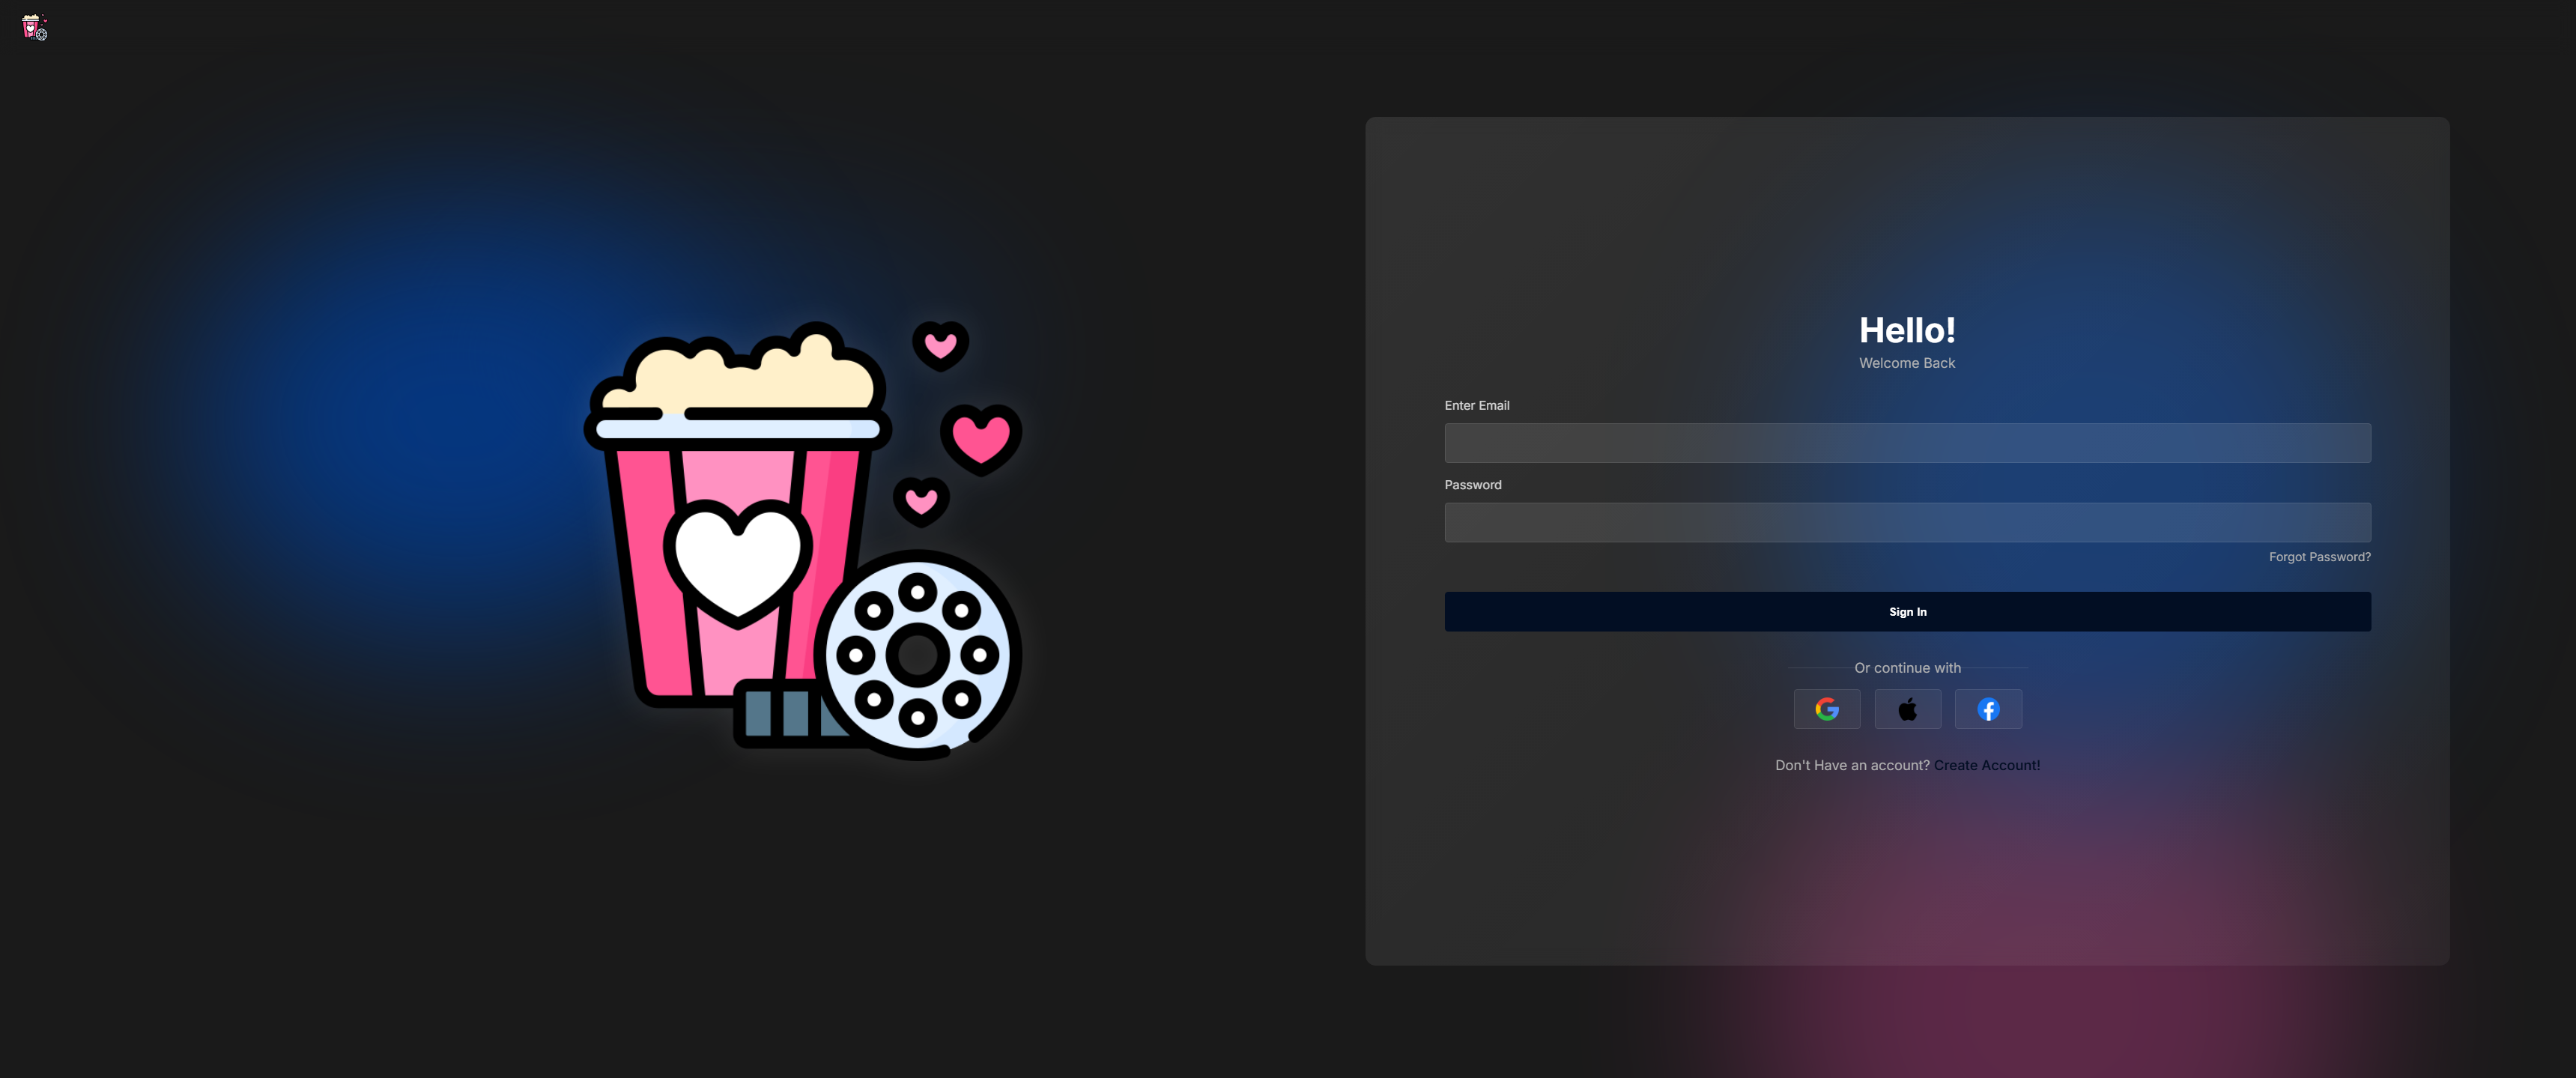 Hello!
Welcome Back
Enter Email
Password
Forgot Password?
Sign In
Or continue with
Don't Have an account? Create Account!